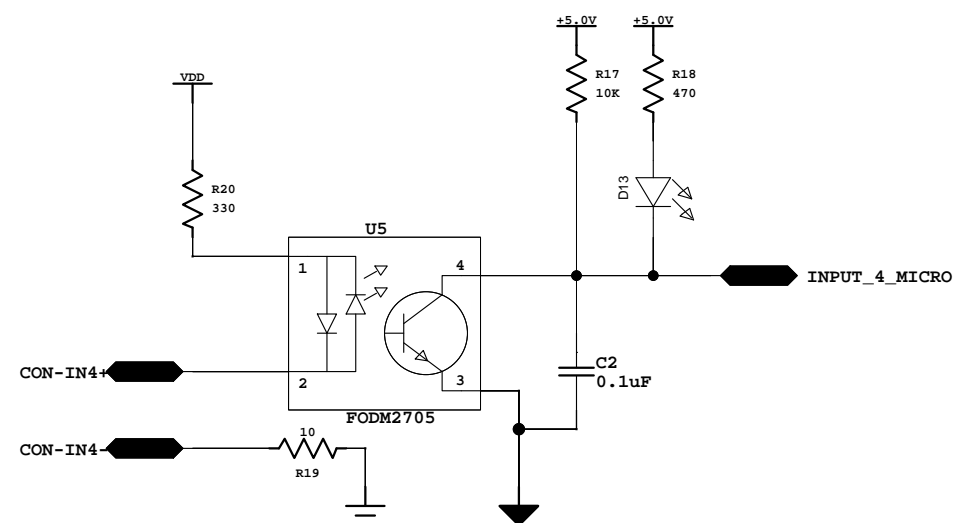 +5.0V
+5.0V
R17
10K
R18
470
VDD
R20
330
D13
U5
1
4
INPUT_4_MICRO
CON-IN4+
2
3
C2
0.1uF
FODM2705
CON-IN4-
10
R19